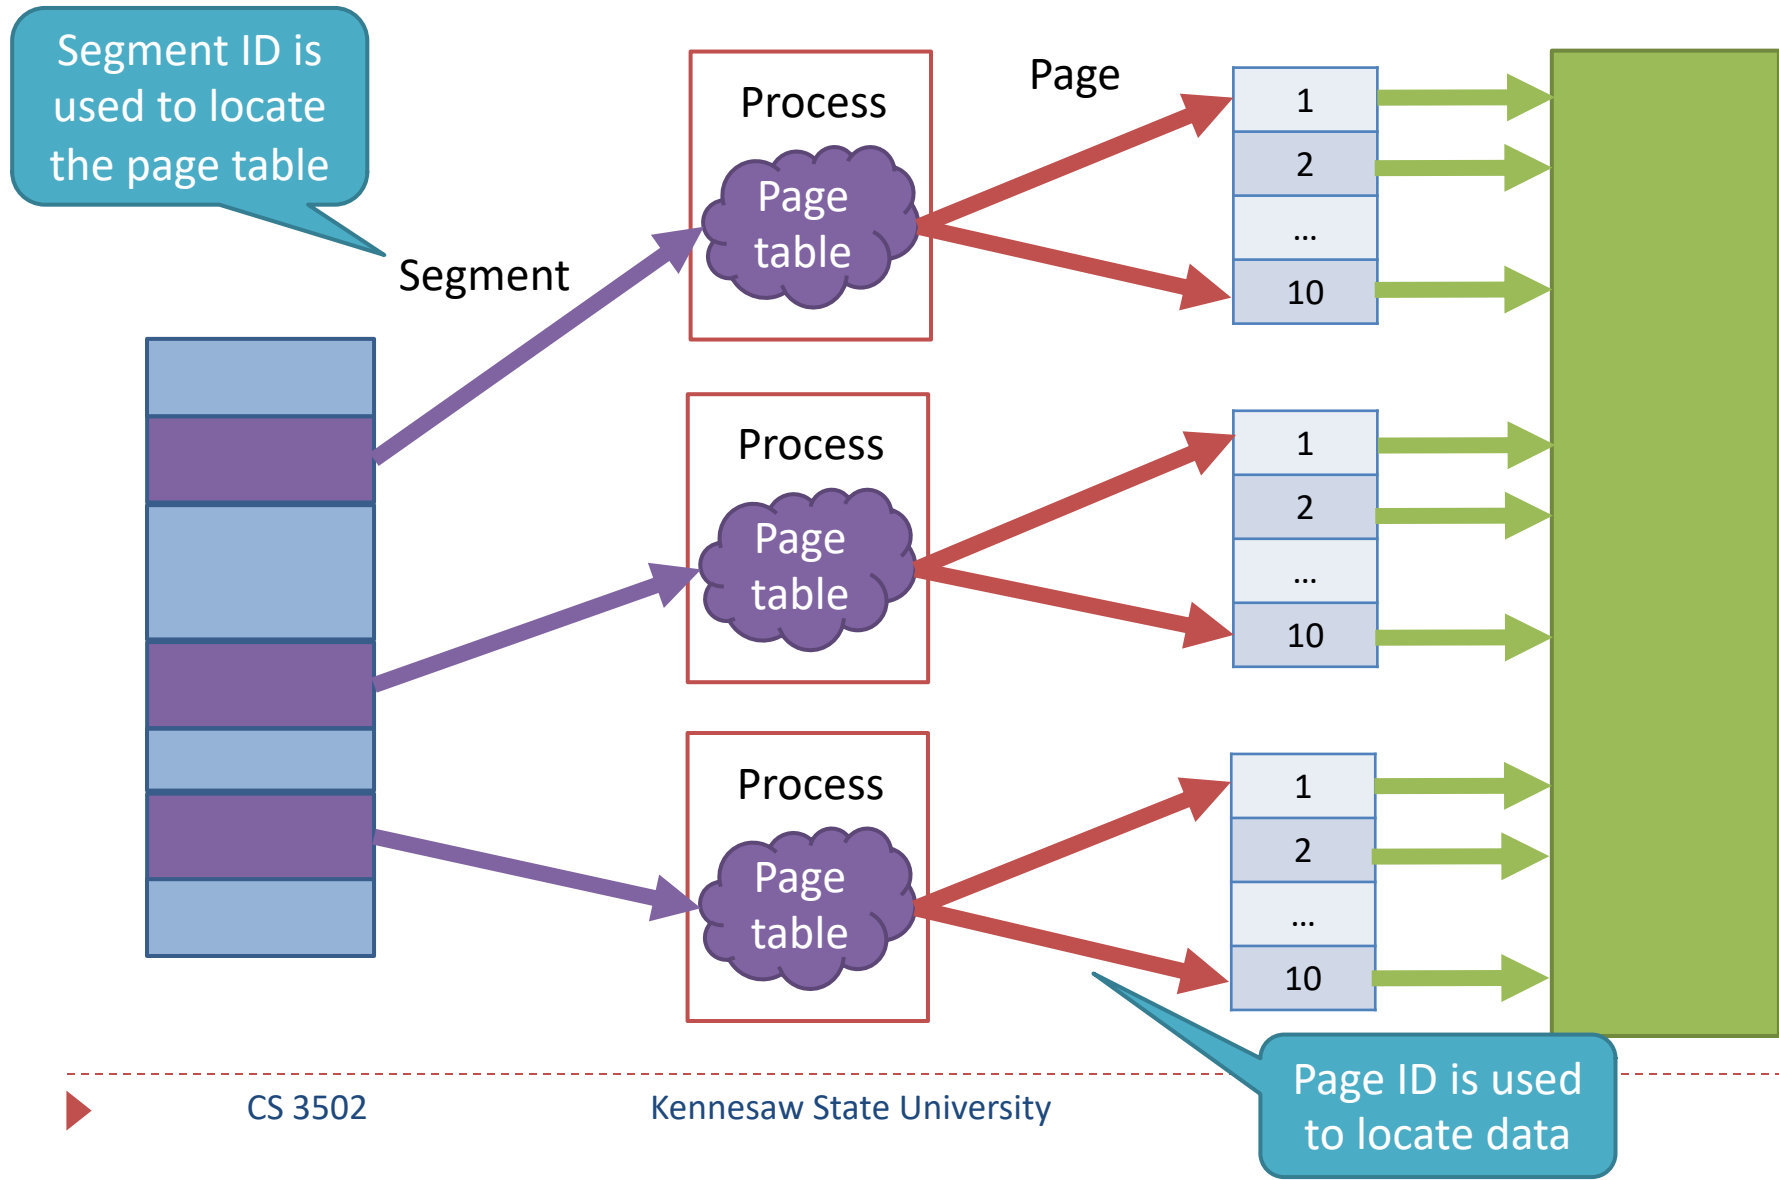 Segment ID is
used to locate
the page table
Segment
Process
Page
table
Page
1
2
...
10
Process
Page
table
1
2
...
10
Process
Page
table
1
2
...
10
Page ID is used
to locate data
CS 3502
Kennesaw State University